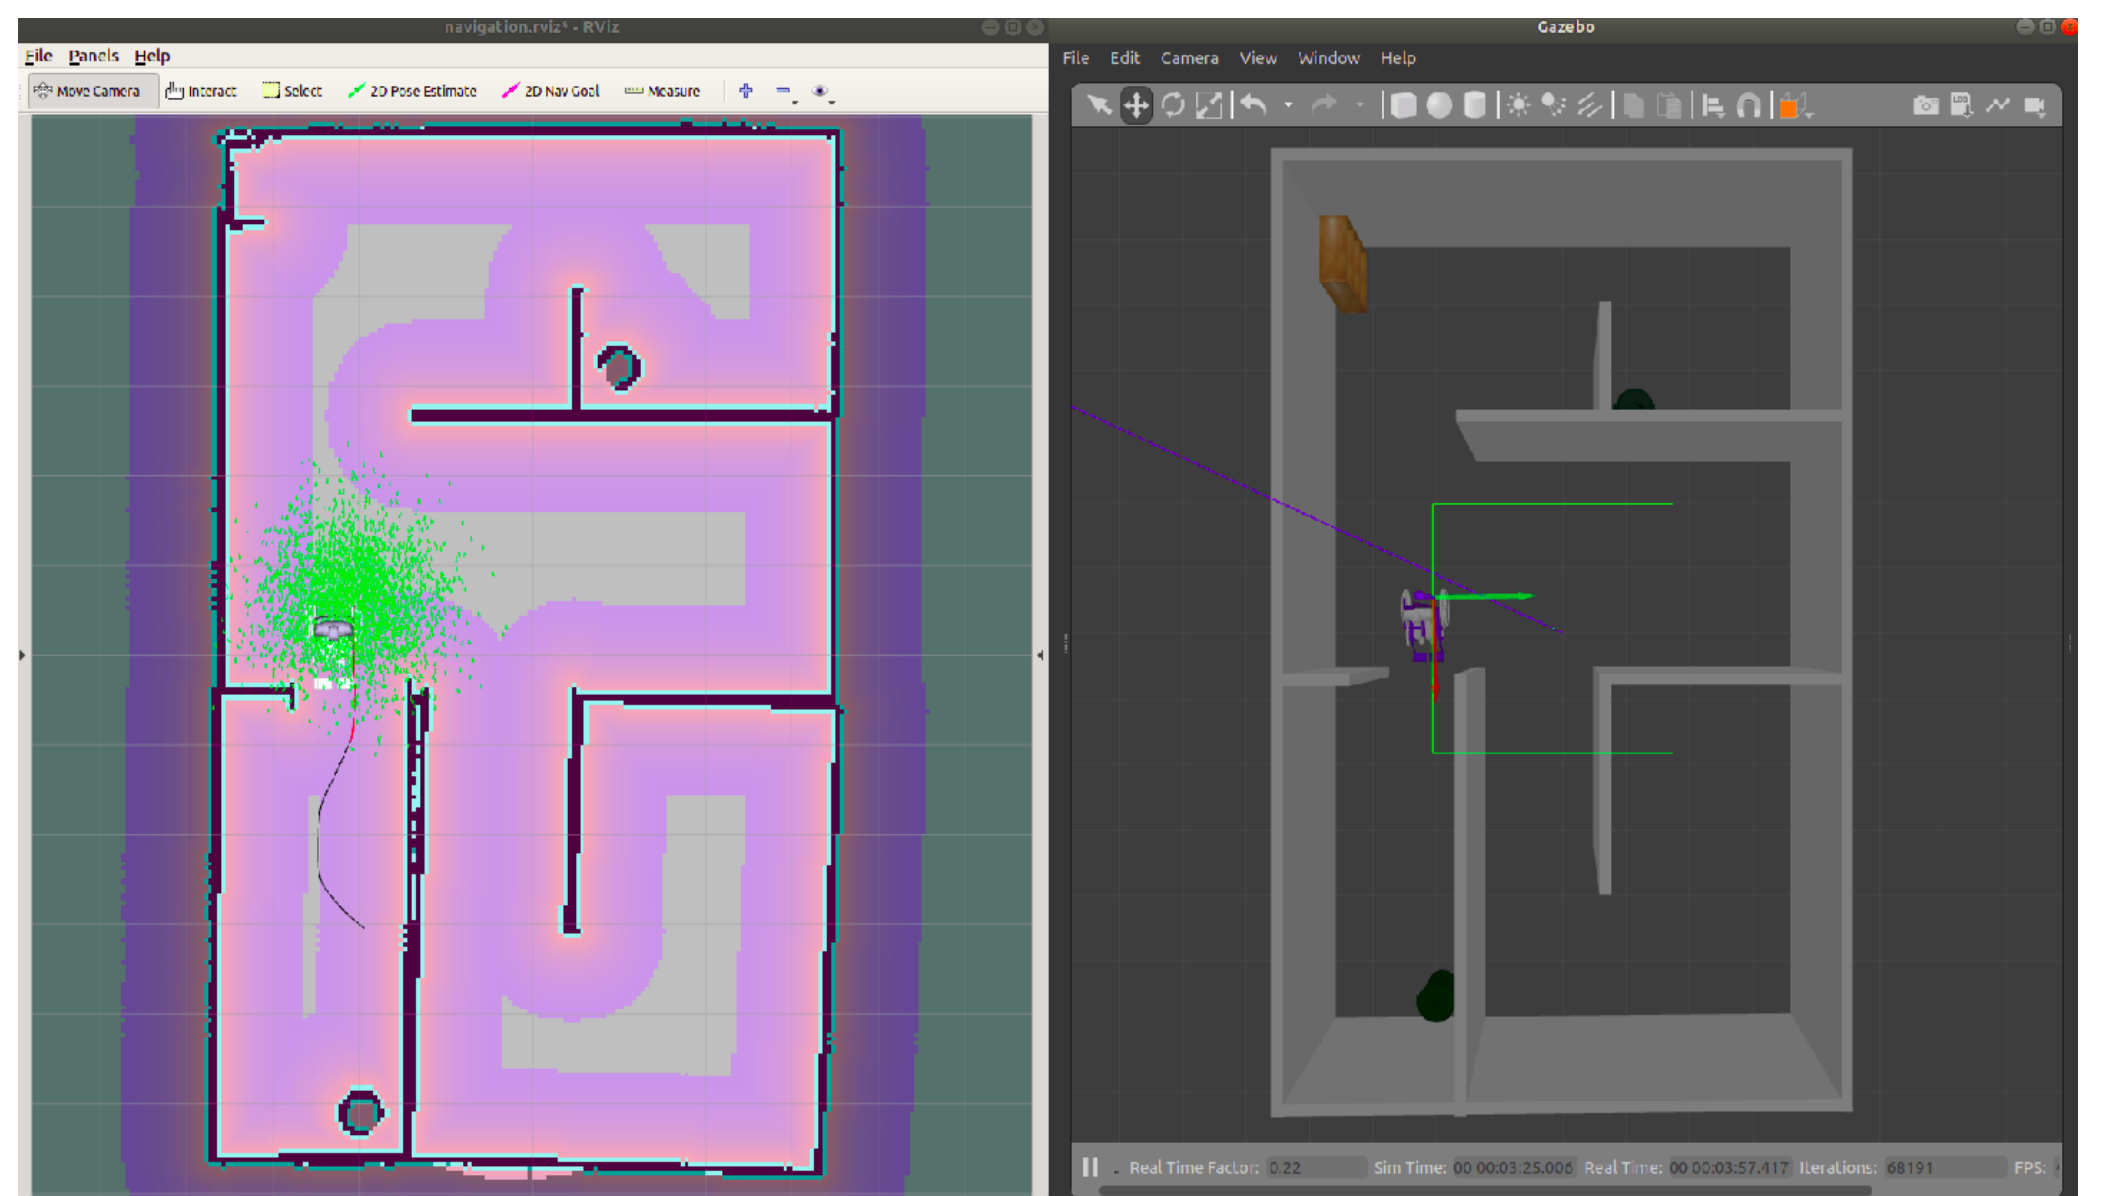 navigation.rviz* - RViz
File Panels Help
Move Camera Interact Select 2D Pose Estimate 2D Nav Goal Measure
Gazebo
File Edit Camera View Window Help
LOG
Real Time Factor: 0.22 Sim Time: 00 00:03:25.006 Real Time: 00 00:03:57.417 Iterations: 68191 FPS: